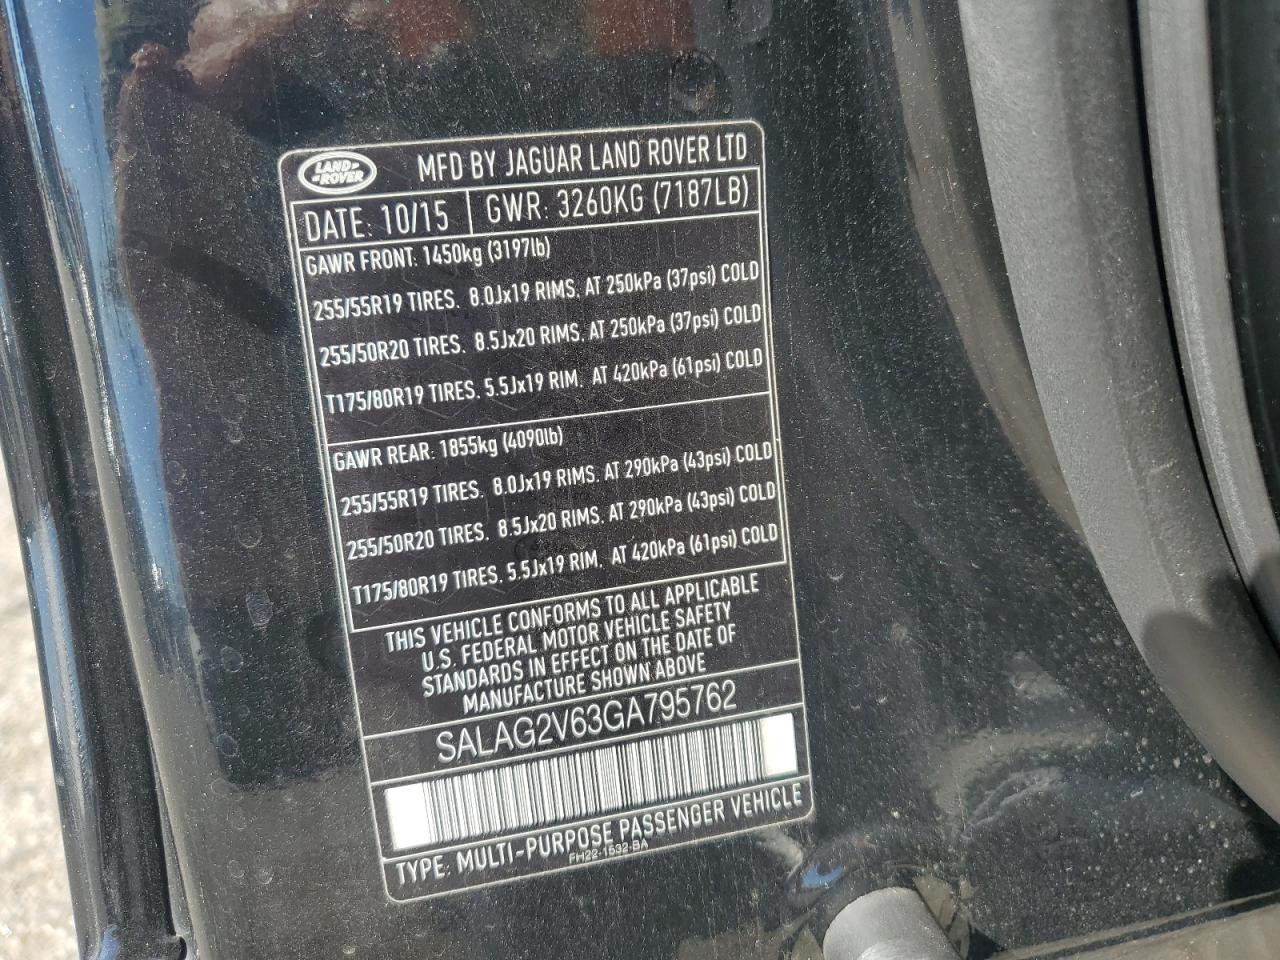 LAND ROVER
MFD BY JAGUAR LAND ROVER LTD
DATE: 10/15 GWR: 3260KG (7187LB)
GAWR FRONT: 1450kg (3197lb)
255/55R19 TIRES. 8.0Jx19 RIMS. AT 250kPa (37psi) COLD
255/50R20 TIRES. 8.5Jx20 RIMS. AT 250kPa (37psi) COLD
T175/80R19 TIRES. 5.5Jx19 RIM. AT 420kPa (61psi) COLD
GAWR REAR: 1855kg (4090lb)
255/55R19 TIRES. 8.0Jx19 RIMS. AT 290kPa (43psi) COLD
255/50R20 TIRES. 8.5Jx20 RIMS. AT 290kPa (43psi) COLD
T175/80R19 TIRES. 5.5Jx19 RIM. AT 420kPa (61psi) COLD
THIS VEHICLE CONFORMS TO ALL APPLICABLE
U.S. FEDERAL MOTOR VEHICLE SAFETY
STANDARDS IN EFFECT ON THE DATE OF
MANUFACTURE SHOWN ABOVE
SALAG2V63GA795762
TYPE: MULTI-PURPOSE PASSENGER VEHICLE
FH22-1532-BA